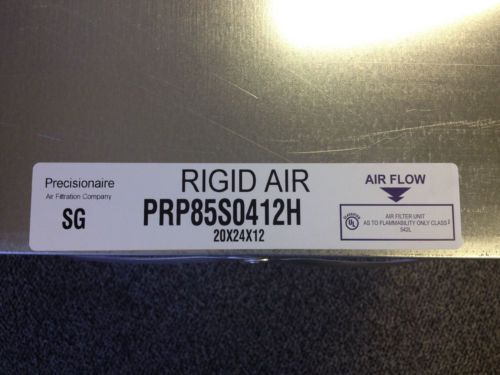 Precisionaire
Air Filtration Company
SG
RIGID AIR
PRP85S0412H
20X24X12
AIR FLOW
UL
AIR FILTER UNIT
AS TO FLAMMABILITY ONLY CLASS 2
542L